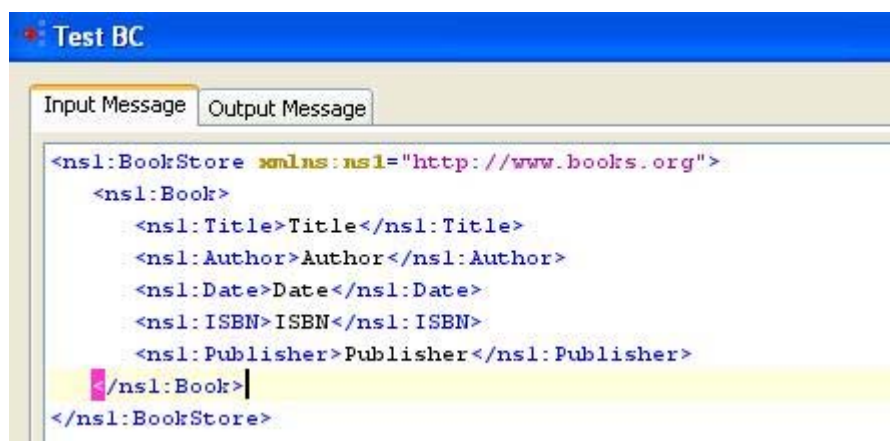 Test BC
Input Message Output Message
<ns1:BookStore xmlns:ns1="http://www.books.org">
   <ns1:Book>
      <ns1:Title>Title</ns1:Title>
      <ns1:Author>Author</ns1:Author>
      <ns1:Date>Date</ns1:Date>
      <ns1:ISBN>ISBN</ns1:ISBN>
      <ns1:Publisher>Publisher</ns1:Publisher>
   </ns1:Book>
</ns1:BookStore>